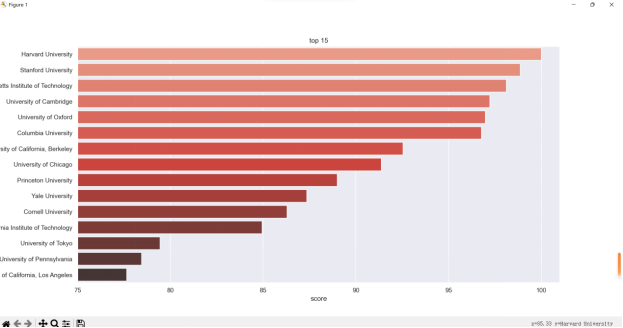 Figure 1
top 15
Harvard University
Stanford University
etts Institute of Technology
University of Cambridge
University of Oxford
Columbia University
sity of California, Berkeley
University of Chicago
Princeton University
Yale University
Cornell University
nia Institute of Technology
University of Tokyo
University of Pennsylvania
of California, Los Angeles
75 80 85 90 95 100
score
x=85.33 y=Harvard University